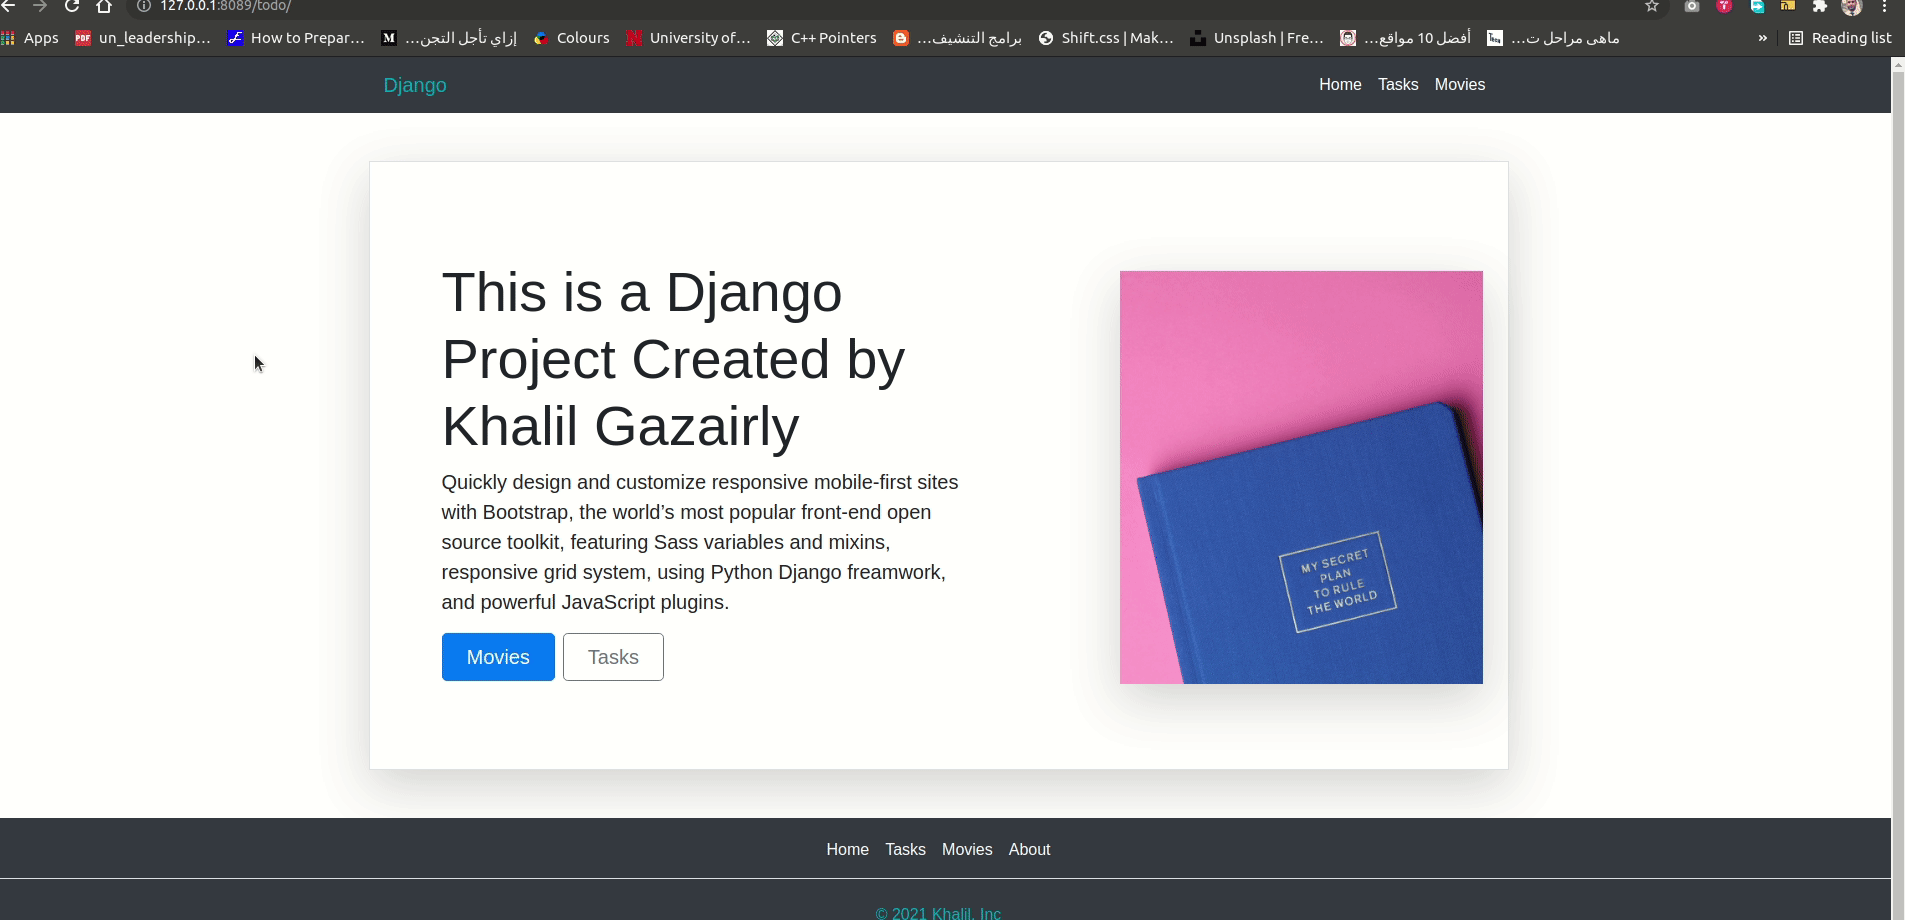 127.0.0.1:8089/todo/
Apps un_leadership... How to Prepar... إزاي تأجل التجن... Colours University of... C++ Pointers برامج التنشيف... Shift.css | Mak... Unsplash | Fre... أفضل 10 مواقع... ماهى مراحل ت... » Reading list
Django Home Tasks Movies
This is a Django
Project Created by
Khalil Gazairly
Quickly design and customize responsive mobile-first sites
with Bootstrap, the world’s most popular front-end open
source toolkit, featuring Sass variables and mixins,
responsive grid system, using Python Django freamwork,
and powerful JavaScript plugins.
Movies Tasks
MY SECRET
PLAN
TO RULE
THE WORLD
Home Tasks Movies About
© 2021 Khalil, Inc